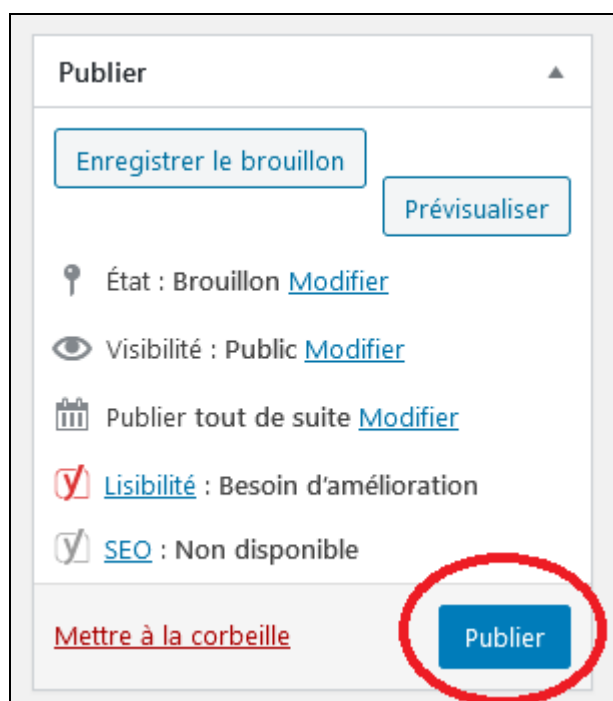 Publier
Enregistrer le brouillon
Prévisualiser
État : Brouillon Modifier
Visibilité : Public Modifier
Publier tout de suite Modifier
Lisibilité : Besoin d'amélioration
SEO : Non disponible
Mettre à la corbeille
Publier